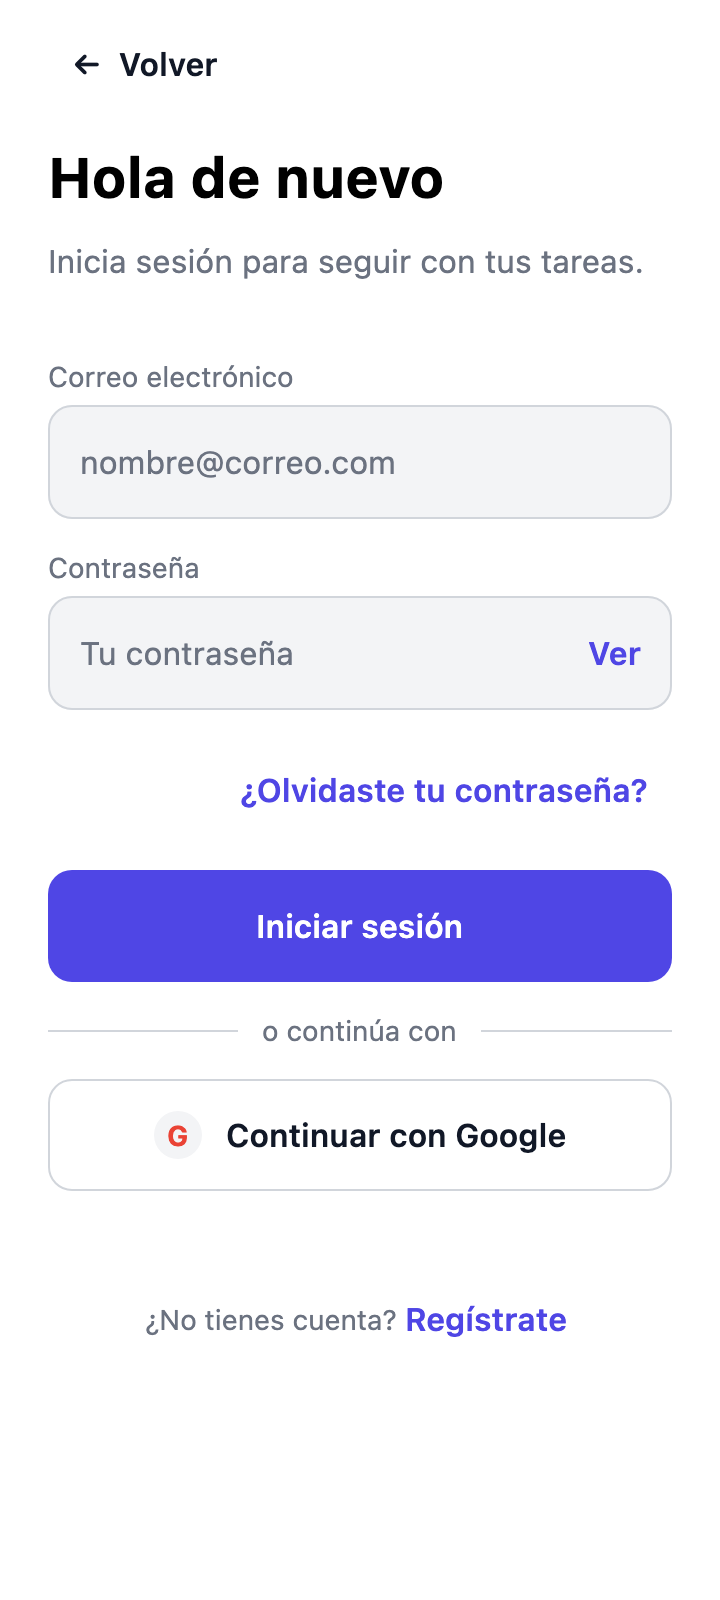 ← Volver
Hola de nuevo
Inicia sesión para seguir con tus tareas.
Correo electrónico
nombre@correo.com
Contraseña
Tu contraseña Ver
¿Olvidaste tu contraseña?
Iniciar sesión
o continúa con
G Continuar con Google
¿No tienes cuenta? Regístrate